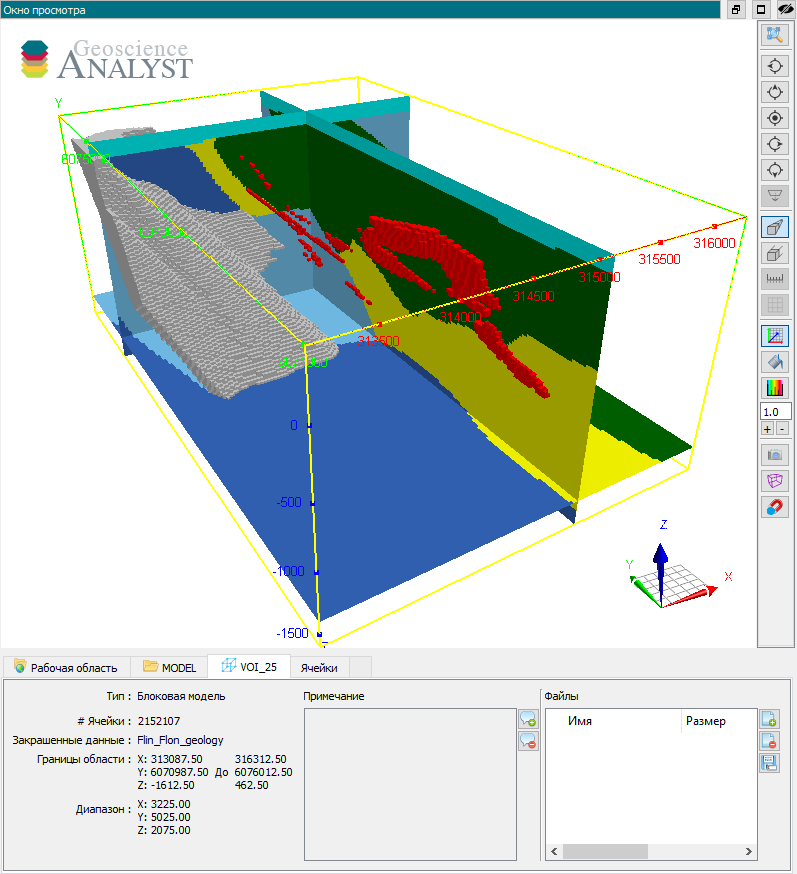 Окно просмотра
Geoscience
ANALYST
Y
316000
315500
315000
314500
314000
313500
0
-500
-1000
-1500
Z
Y
X
1.0
+ -
Рабочая область MODEL VOI_25 Ячейки
Тип : Блоковая модель
# Ячейки : 2152107
Закрашенные данные : Flin_Flon_geology
Границы области : X: 313087.50 316312.50
Y: 6070987.50 До 6076012.50
Z: -1612.50 462.50
Диапазон : X: 3225.00
Y: 5025.00
Z: 2075.00
Примечание
Файлы
Имя Размер